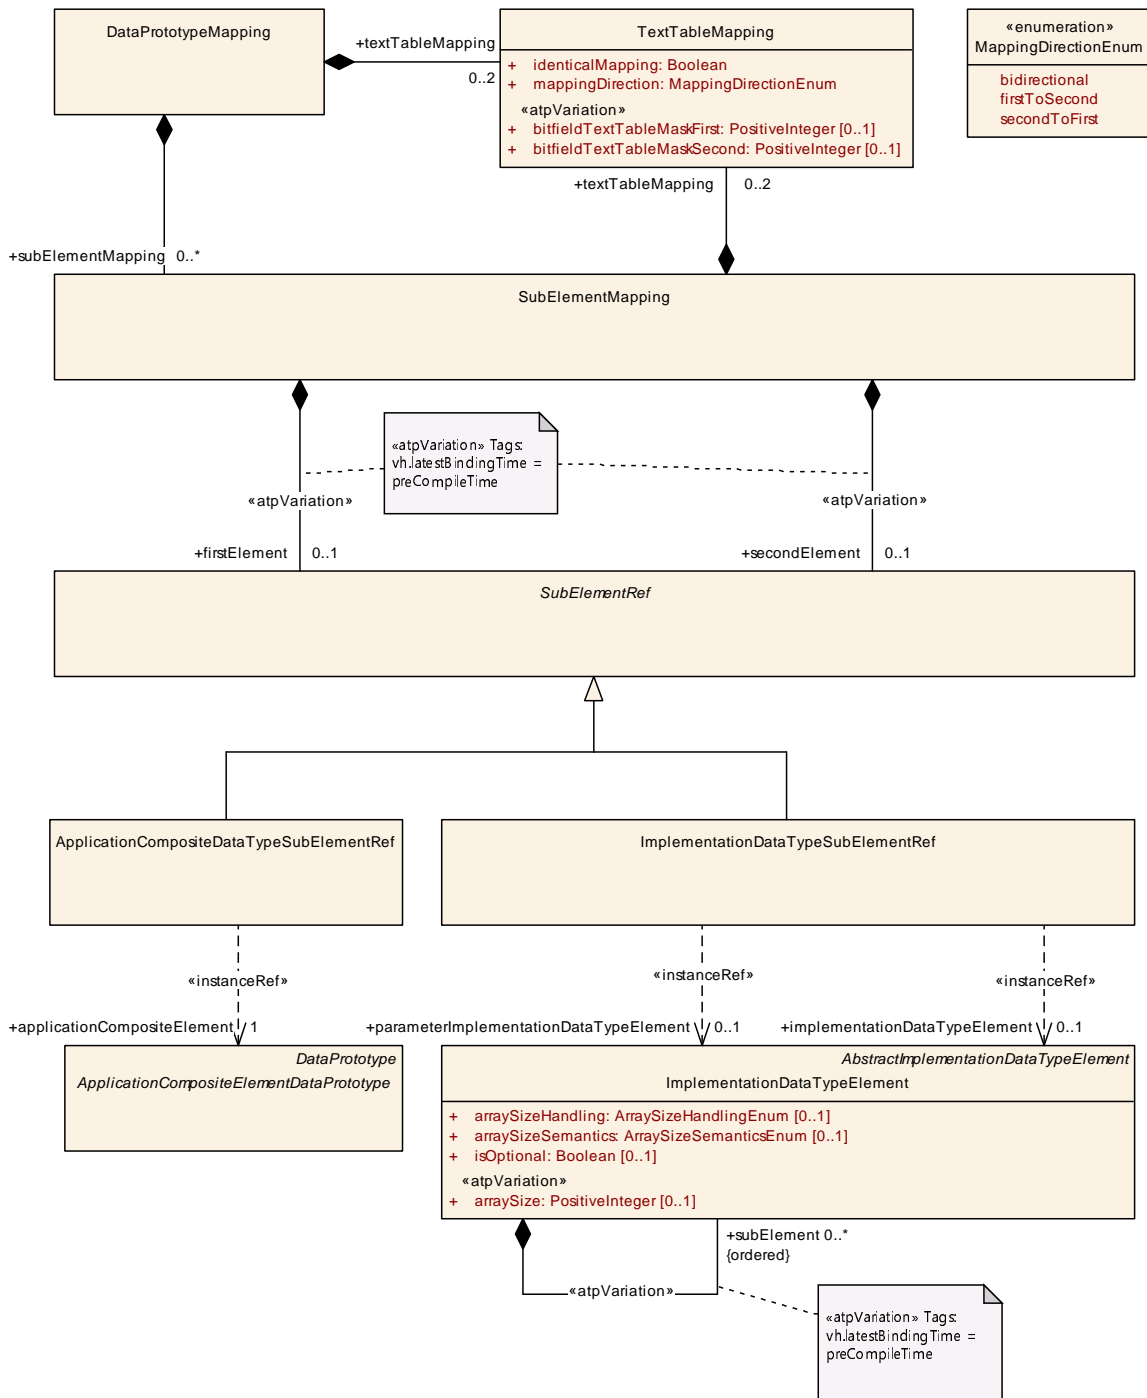 DataPrototypeMapping
+textTableMapping
0..2
TextTableMapping
+ identicalMapping: Boolean
+ mappingDirection: MappingDirectionEnum
«atpVariation»
+ bitfieldTextTableMaskFirst: PositiveInteger [0..1]
+ bitfieldTextTableMaskSecond: PositiveInteger [0..1]
«enumeration»
MappingDirectionEnum
bidirectional
firstToSecond
secondToFirst
+textTableMapping 0..2
+subElementMapping 0..*
SubElementMapping
«atpVariation» Tags:
vh.latestBindingTime =
preCompileTime
«atpVariation»
«atpVariation»
+firstElement 0..1
+secondElement 0..1
SubElementRef
ApplicationCompositeDataTypeSubElementRef
ImplementationDataTypeSubElementRef
«instanceRef»
«instanceRef»
«instanceRef»
+applicationCompositeElement 1
+parameterImplementationDataTypeElement 0..1
+implementationDataTypeElement 0..1
DataPrototype
ApplicationCompositeElementDataPrototype
AbstractImplementationDataTypeElement
ImplementationDataTypeElement
+ arraySizeHandling: ArraySizeHandlingEnum [0..1]
+ arraySizeSemantics: ArraySizeSemanticsEnum [0..1]
+ isOptional: Boolean [0..1]
«atpVariation»
+ arraySize: PositiveInteger [0..1]
+subElement 0..*
{ordered}
«atpVariation»
«atpVariation» Tags:
vh.latestBindingTime =
preCompileTime